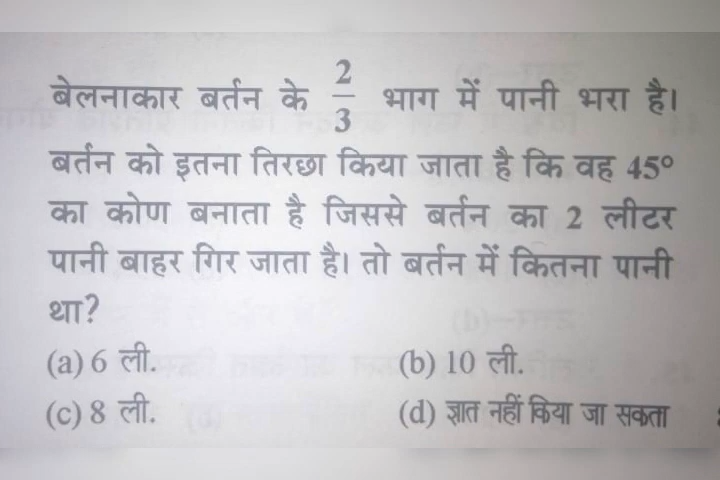 बेलनाकार बर्तन के 2/3 भाग में पानी भरा है।
बर्तन को इतना तिरछा किया जाता है कि वह 45°
का कोण बनाता है जिससे बर्तन का 2 लीटर
पानी बाहर गिर जाता है। तो बर्तन में कितना पानी
था?
(a) 6 ली. (b) 10 ली.
(c) 8 ली. (d) ज्ञात नहीं किया जा सकता